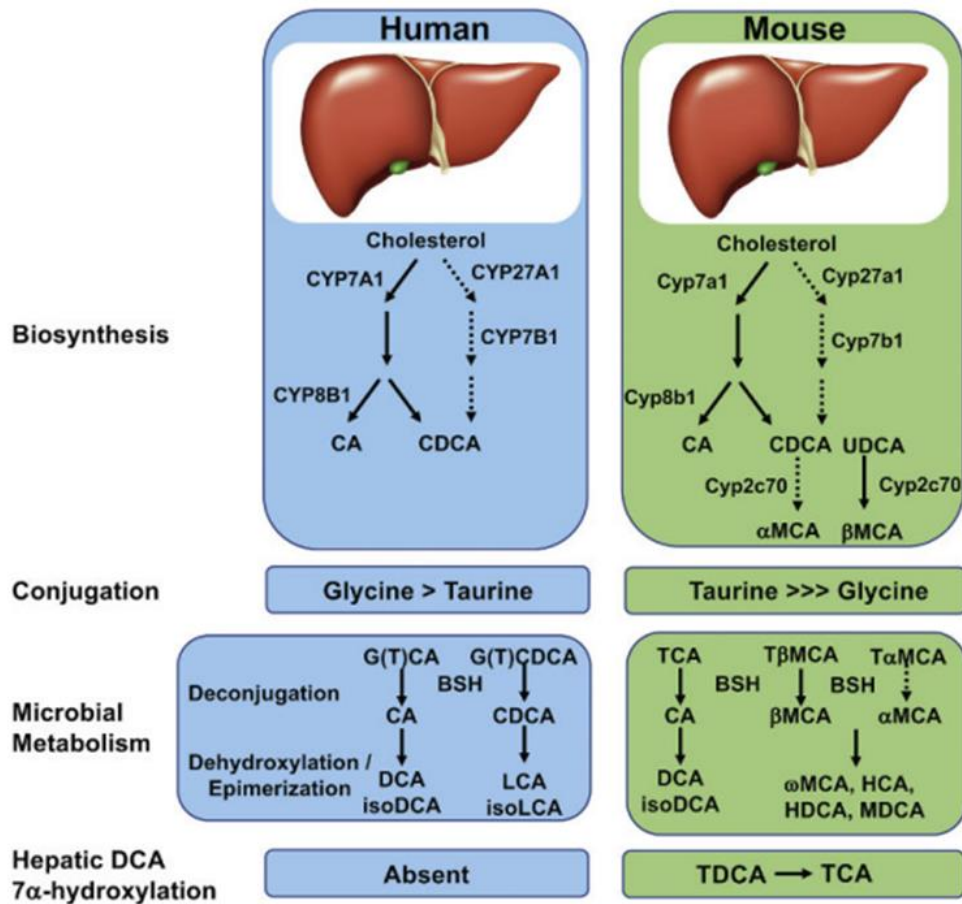 Human
Mouse
Biosynthesis
Cholesterol
CYP7A1
CYP27A1
CYP7B1
CYP8B1
CA
CDCA
Cholesterol
Cyp7a1
Cyp27a1
Cyp7b1
Cyp8b1
CA
CDCA
UDCA
Cyp2c70
Cyp2c70
αMCA
βMCA
Conjugation
Glycine > Taurine
Taurine >>> Glycine
Microbial
Metabolism
Deconjugation
G(T)CA
G(T)CDCA
BSH
CA
CDCA
Dehydroxylation /
Epimerization
DCA
isoDCA
LCA
isoLCA
TCA
TβMCA
TαMCA
BSH
BSH
CA
βMCA
αMCA
DCA
isoDCA
ωMCA, HCA,
HDCA, MDCA
Hepatic DCA
7α-hydroxylation
Absent
TDCA → TCA